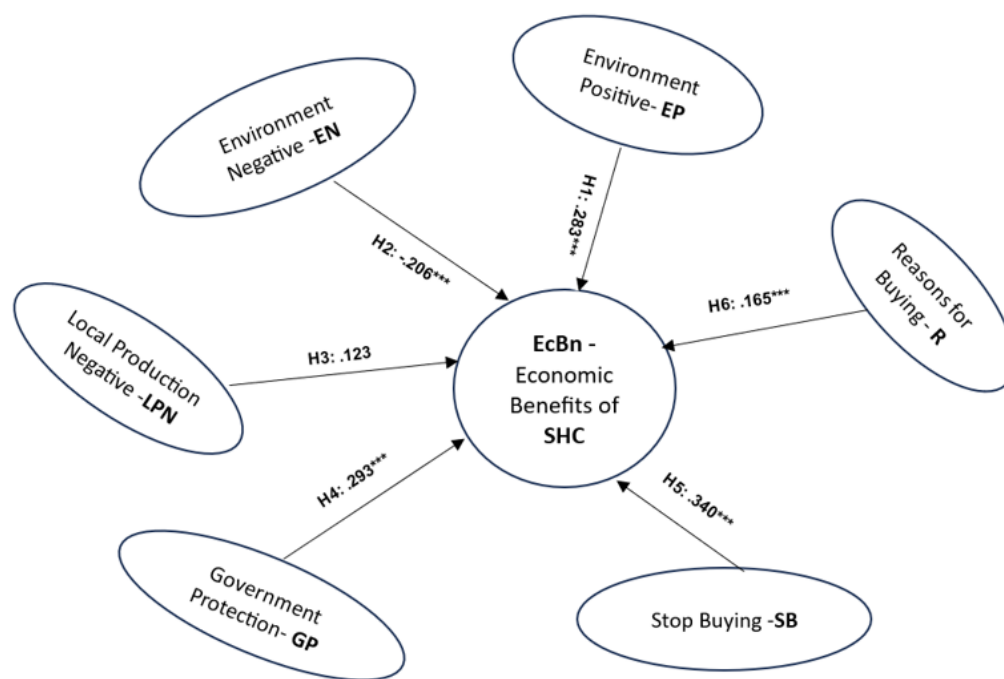 Environment
Positive- EP
Environment
Negative -EN
H1: .283***
H2: -.206***
Reasons for
Buying - R
H6: .165***
Local Production
Negative -LPN
H3: .123
EcBn -
Economic
Benefits of
SHC
H4: .293***
H5: .340***
Government
Protection- GP
Stop Buying -SB